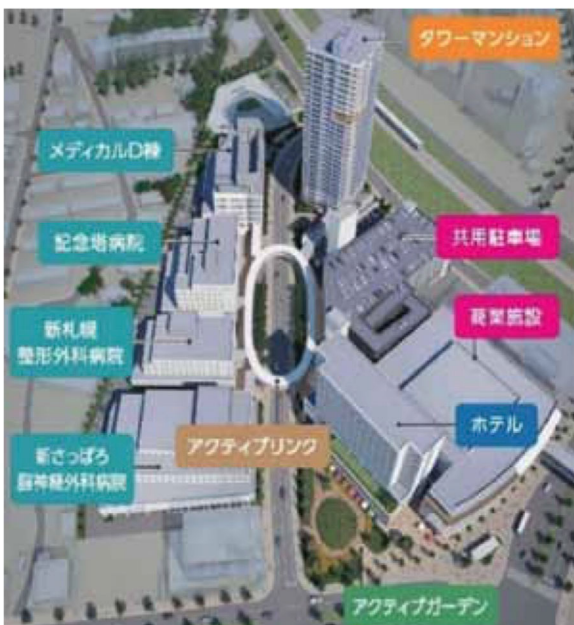 タワーマンション
メディカルD棟
記念塔病院
共用駐車場
商業施設
新札幌
整形外科病院
ホテル
アクティブリンク
新さっぽろ
脳神経外科病院
アクティブガーデン